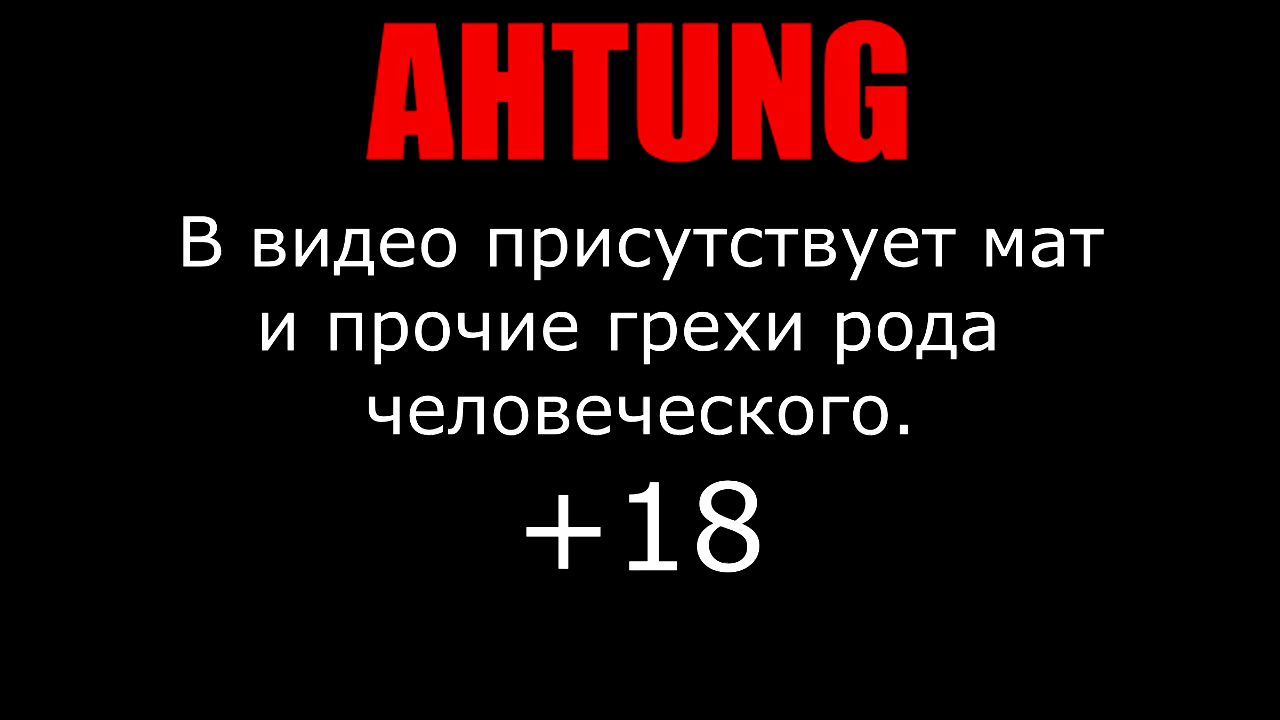 AHTUNG
В видео присутствует мат
и прочие грехи рода
человеческого.
+18